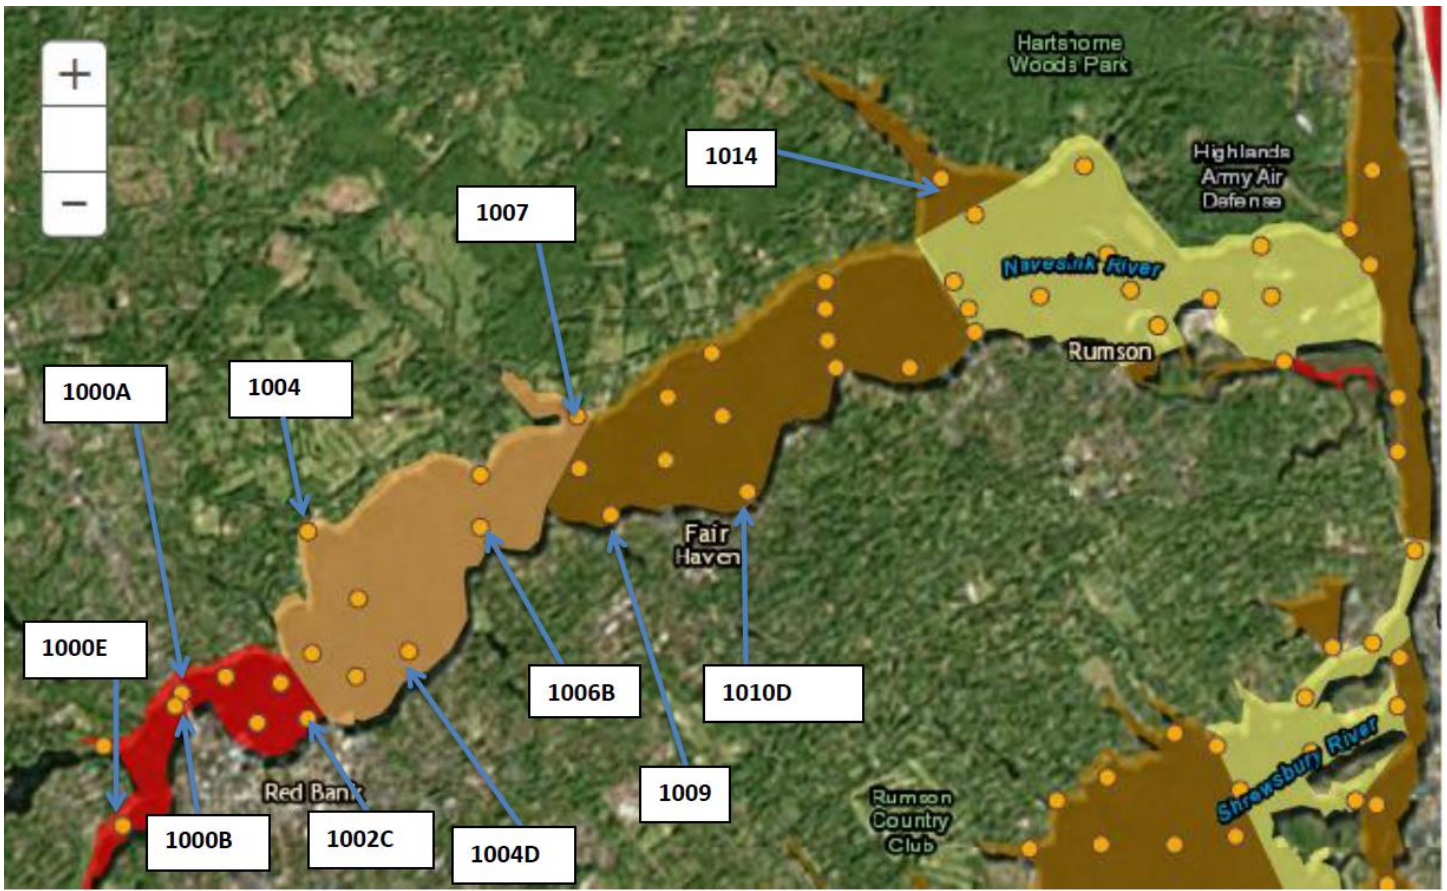 +
−
Hartshorne
Woods Park
1014
Highlands
Army Air
Defense
1007
Navesink River
Rumson
1000A
1004
Fair
Haven
1000E
1006B
1010D
Shrewsbury River
Red Bank
1009
Rumson
Country
Club
1000B
1002C
1004D